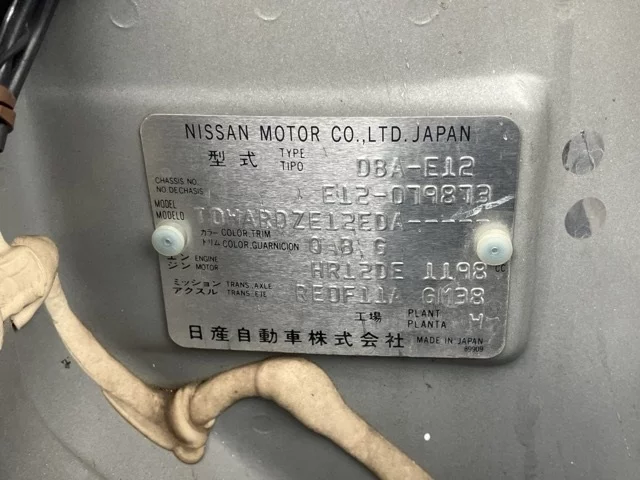 NISSAN MOTOR CO.,LTD. JAPAN
型式 TYPE TIPO DBA-E12
CHASSIS NO. NO.DECHASIS E12-079873
MODEL MODELO ZE12EDA-----
カラー COLOR,TRIM
トリム COLOR,GUARNICION
エンジン ENGINE MOTOR HR12DE 1198 CC
ミッション TRANS. AXLE
アクスル TRANS. EJE GM38
工場 PLANT PLANTA
日産自動車株式会社 MADE IN JAPAN